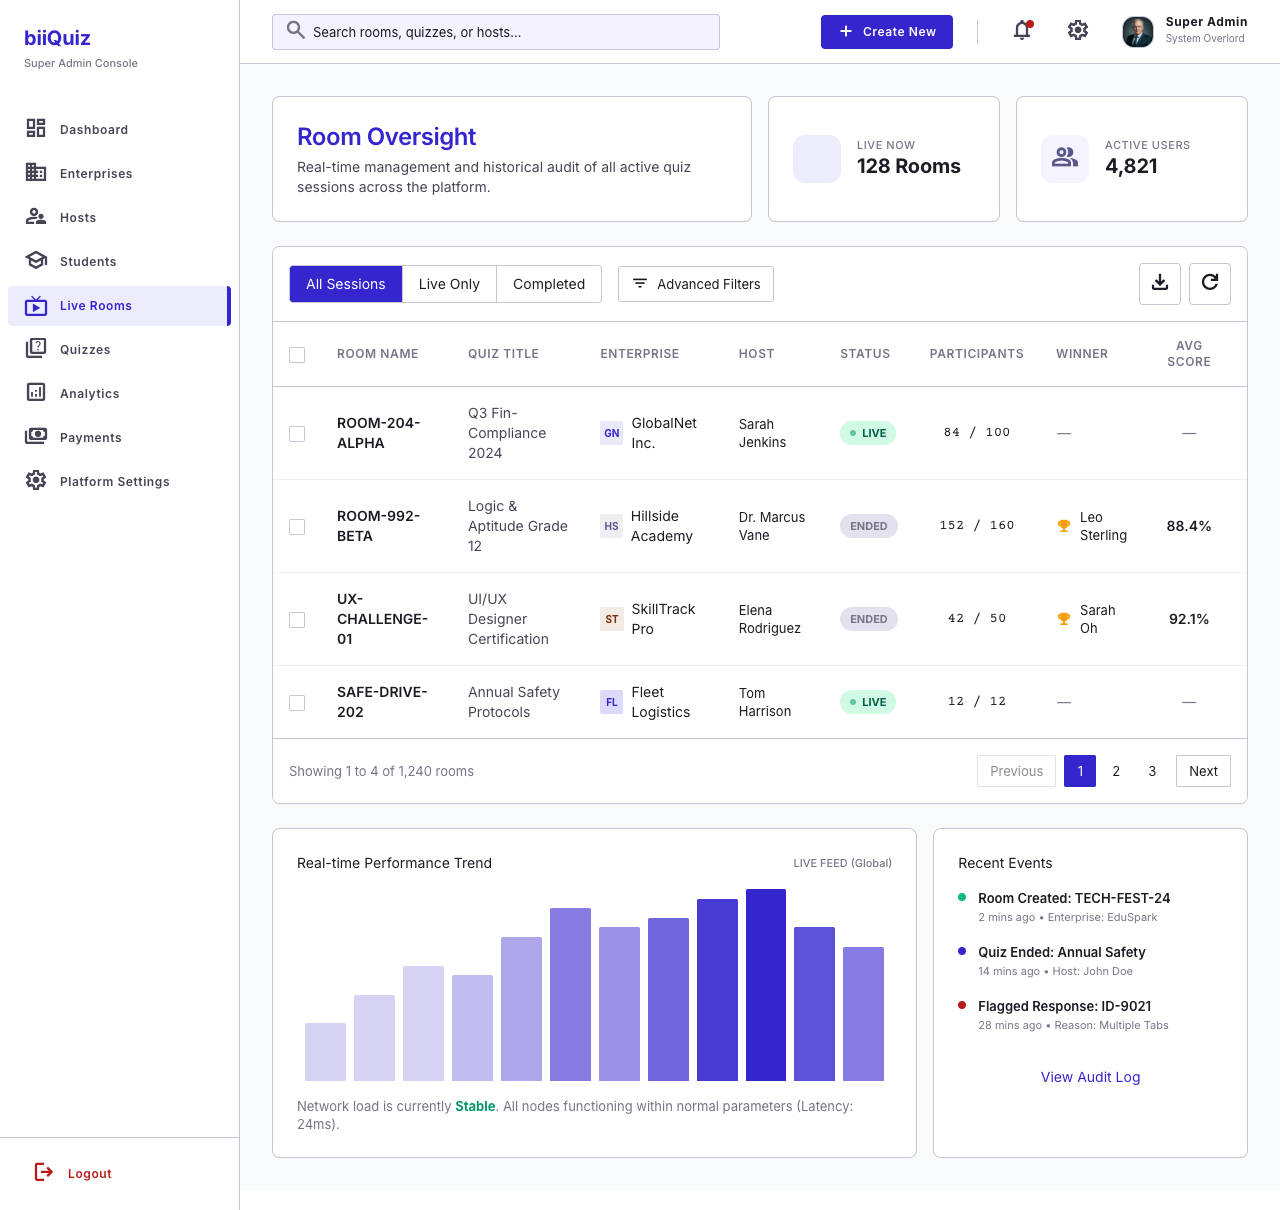 biiQuiz
Super Admin Console
Dashboard
Enterprises
Hosts
Students
Live Rooms
Quizzes
Analytics
Payments
Platform Settings
Logout
Search rooms, quizzes, or hosts...
Create New
Super Admin
System Overlord
Room Oversight
Real-time management and historical audit of all active quiz
sessions across the platform.
LIVE NOW
128 Rooms
ACTIVE USERS
4,821
All Sessions
Live Only
Completed
Advanced Filters
ROOM NAME
QUIZ TITLE
ENTERPRISE
HOST
STATUS
PARTICIPANTS
WINNER
AVG
SCORE
ROOM-204-
ALPHA
Q3 Fin-
Compliance
2024
GN
GlobalNet
Inc.
Sarah
Jenkins
LIVE
84 / 100
—
—
ROOM-992-
BETA
Logic &
Aptitude Grade
12
HS
Hillside
Academy
Dr. Marcus
Vane
ENDED
152 / 160
Leo
Sterling
88.4%
UX-
CHALLENGE-
01
UI/UX
Designer
Certification
ST
SkillTrack
Pro
Elena
Rodriguez
ENDED
42 / 50
Sarah
Oh
92.1%
SAFE-DRIVE-
202
Annual Safety
Protocols
FL
Fleet
Logistics
Tom
Harrison
LIVE
12 / 12
—
—
Showing 1 to 4 of 1,240 rooms
Previous
1
2
3
Next
Real-time Performance Trend
LIVE FEED (Global)
Network load is currently Stable. All nodes functioning within normal parameters (Latency:
24ms).
Recent Events
Room Created: TECH-FEST-24
2 mins ago • Enterprise: EduSpark
Quiz Ended: Annual Safety
14 mins ago • Host: John Doe
Flagged Response: ID-9021
28 mins ago • Reason: Multiple Tabs
View Audit Log